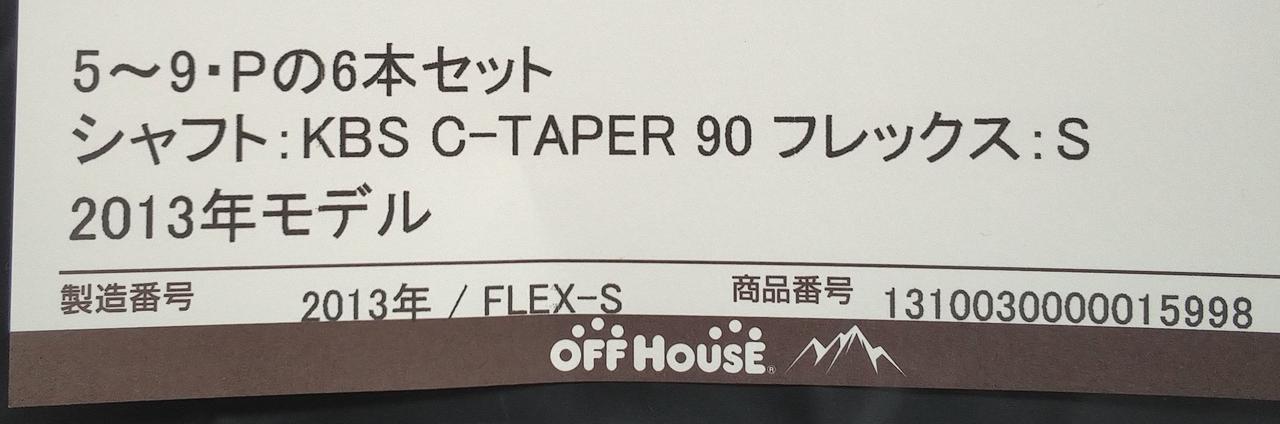 5～9・Pの6本セット
シャフト：KBS C-TAPER 90 フレックス：S
2013年モデル
製造番号 2013年 / FLEX-S 商品番号 1310030000015998
OFF HOUSE®